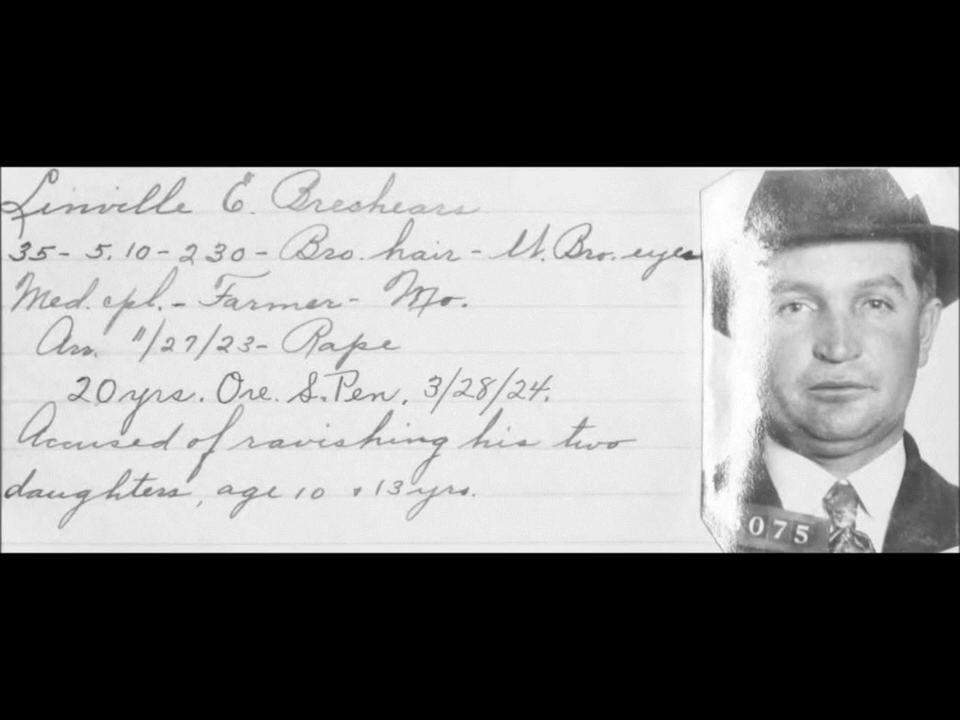 Linville E. Breshears
35 - 5.10 - 230 - Bro. hair - Lt. Bro. eyes
Med. cpl. - Farmer - Mo.
Arr. 11/27/23 - Rape
20 yrs. Ore. S. Pen. 3/28/24.
Accused of ravishing his two
daughters, age 10 & 13 yrs.
075